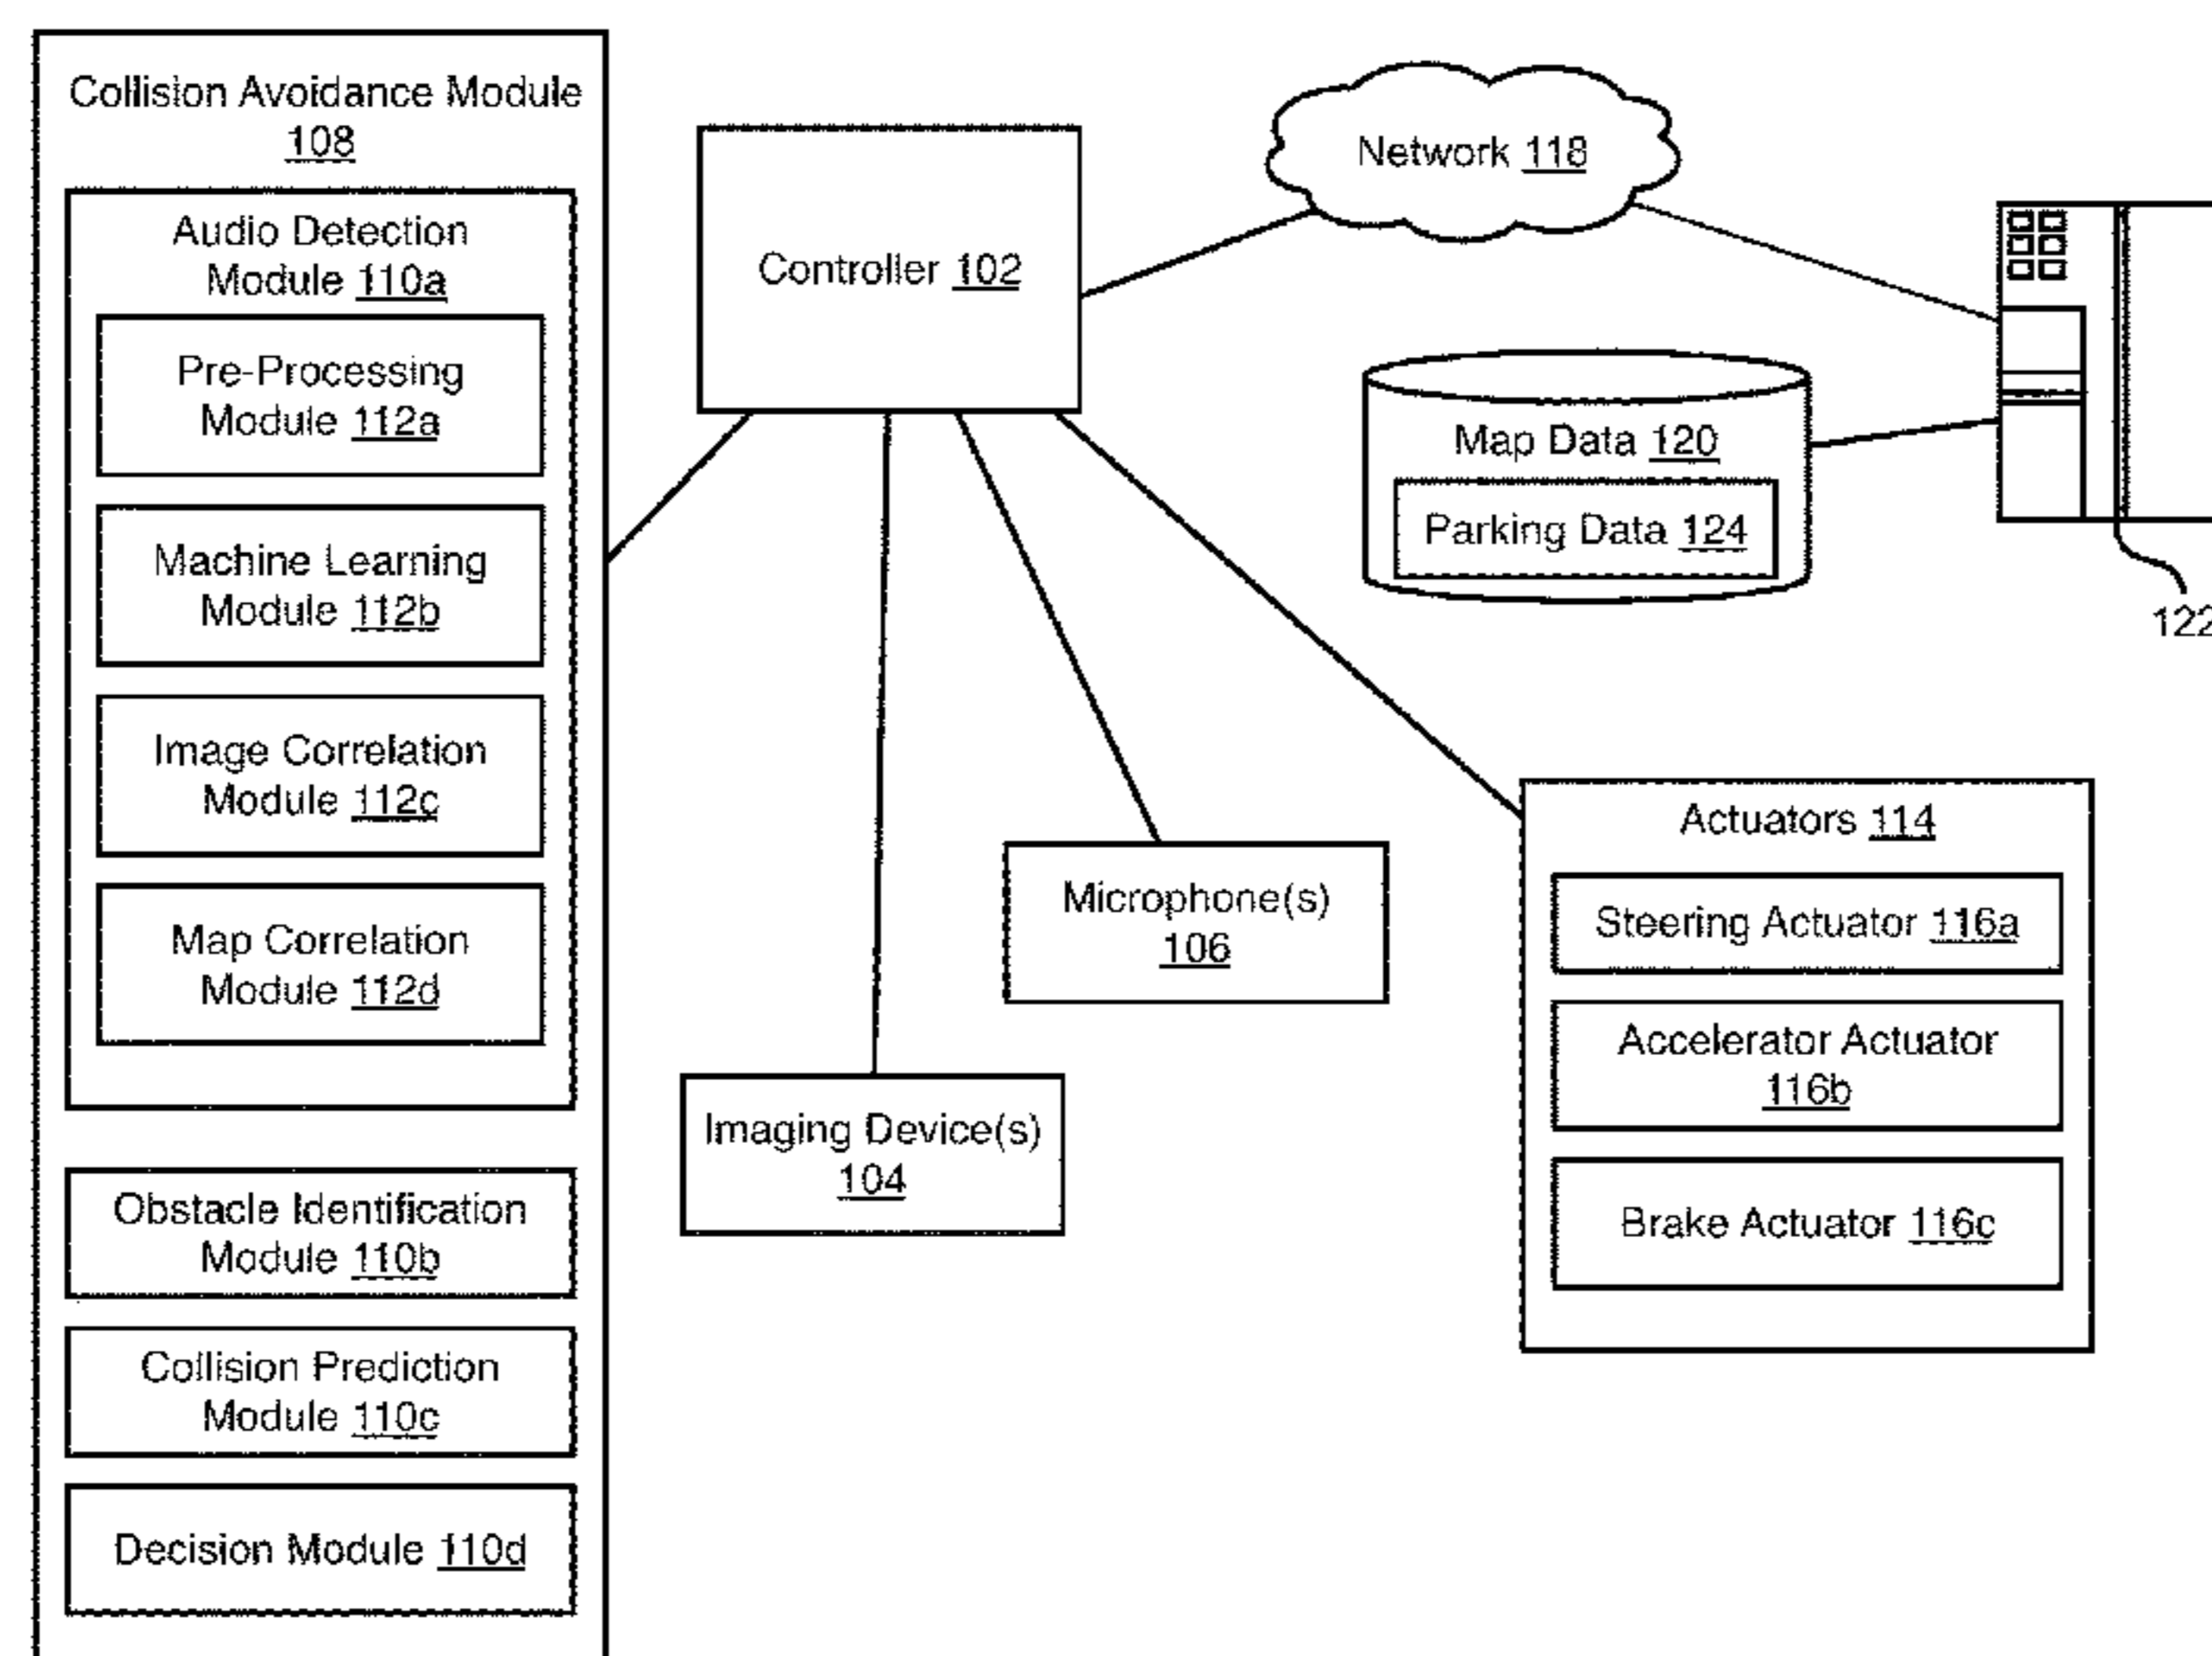 Collision Avoidance Module
108
Audio Detection
Module 110a
Pre-Processing
Module 112a
Machine Learning
Module 112b
Image Correlation
Module 112c
Map Correlation
Module 112d
Obstacle Identification
Module 110b
Collision Prediction
Module 110c
Decision Module 110d
Controller 102
Network 118
Map Data 120
Parking Data 124
122
Microphone(s)
106
Imaging Device(s)
104
Actuators 114
Steering Actuator 116a
Accelerator Actuator
116b
Brake Actuator 116c